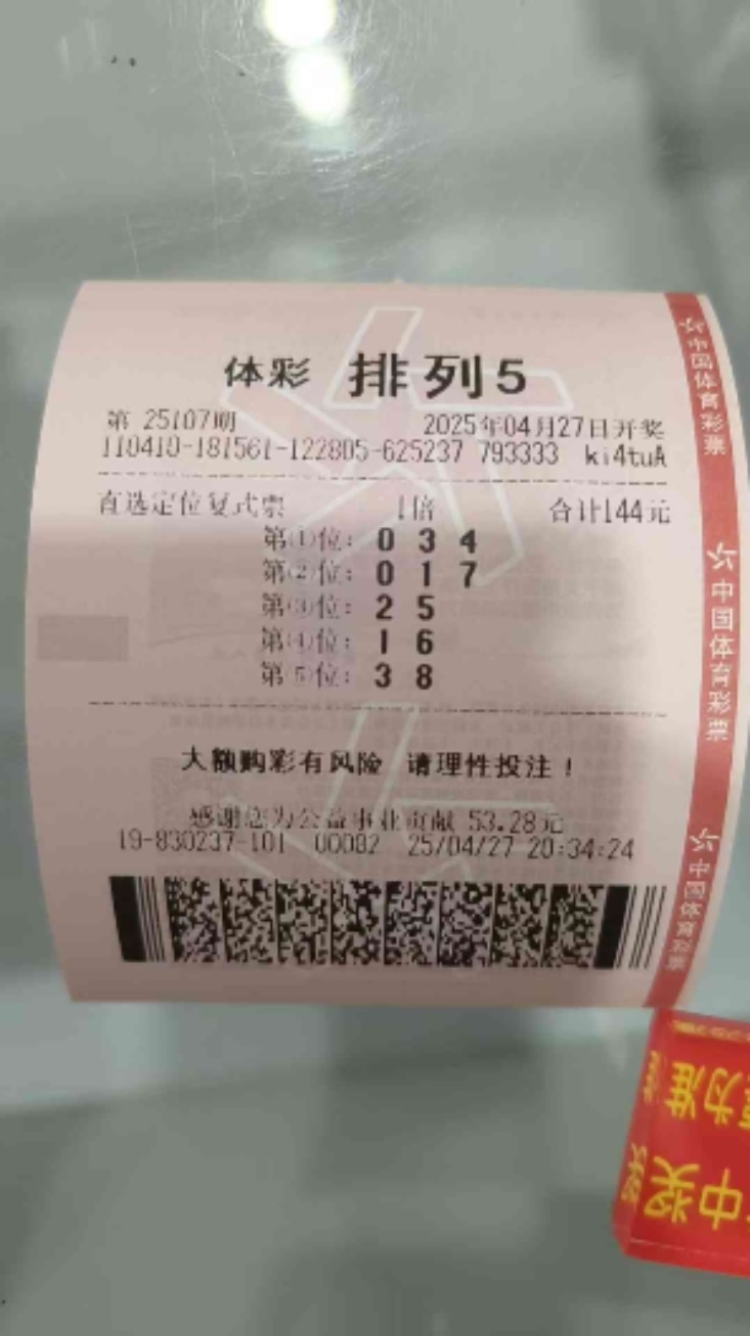 体彩 排列5
第 25107期 2025年04月27日开奖
110410-181561-122805-625237 793333 ki4tuA
直选定位复式票 1倍 合计144元
第(1)位: 0 3 4
第(2)位: 0 1 7
第(3)位: 2 5
第(4)位: 1 6
第(5)位: 3 8
大额购彩有风险 请理性投注!
感谢您为公益事业贡献 53.28元
19-830237-101 00082 25/04/27 20:34:24
中国体育彩票
中国体育彩票
中国体育彩票
为准
中奖